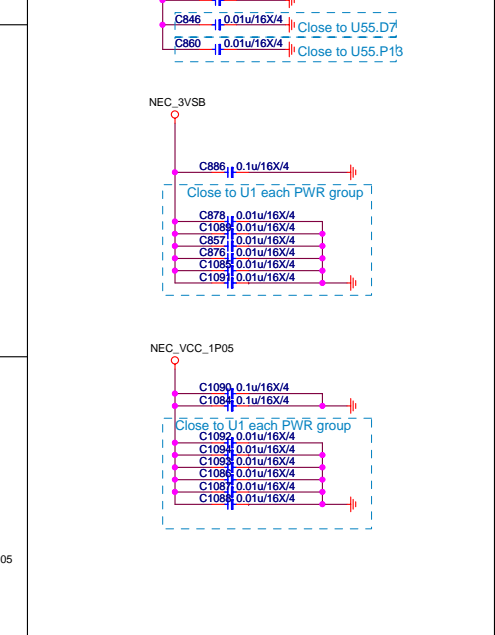 C846 0.01u/16X/4 Close to U55.D7
C860 0.01u/16X/4 Close to U55.P13
NEC_3VSB
C886 0.1u/16X/4
Close to U1 each PWR group
C878 0.01u/16X/4
C1089 0.01u/16X/4
C857 0.01u/16X/4
C876 0.01u/16X/4
C1085 0.01u/16X/4
C1091 0.01u/16X/4
NEC_VCC_1P05
C1090 0.1u/16X/4
C1084 0.1u/16X/4
Close to U1 each PWR group
C1092 0.01u/16X/4
C1094 0.01u/16X/4
C1093 0.01u/16X/4
C1086 0.01u/16X/4
C1087 0.01u/16X/4
C1088 0.01u/16X/4
05